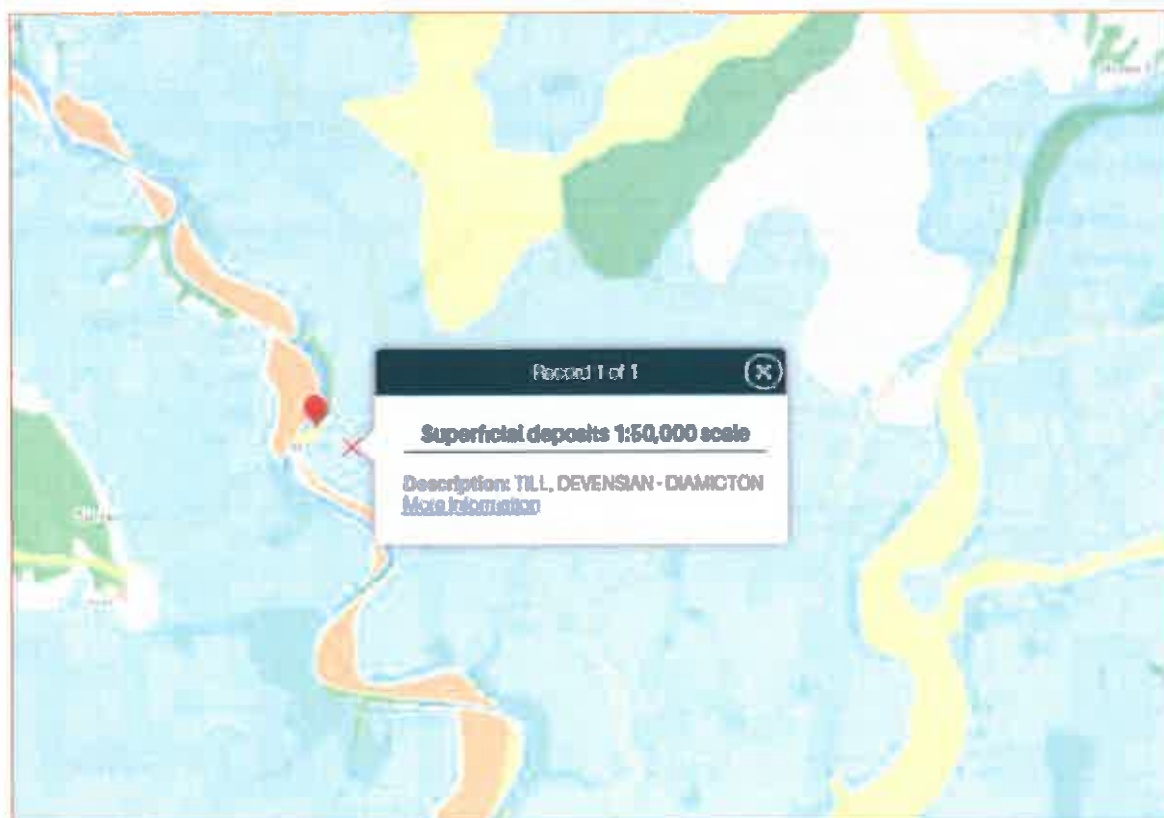 Record 1 of 1
Superficial deposits 1:50,000 scale
Description: TILL, DEVENSIAN - DIAMICTON
More Information